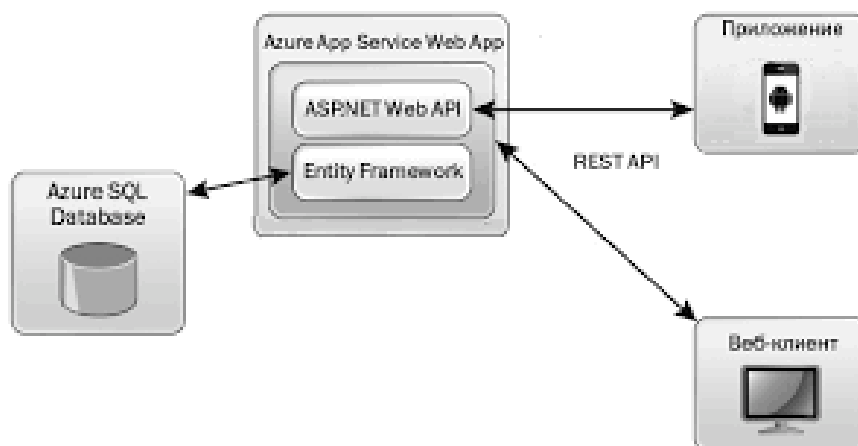 Azure App Service Web App
ASP.NET Web API
Entity Framework
Azure SQL
Database
Приложение
REST API
Веб-клиент